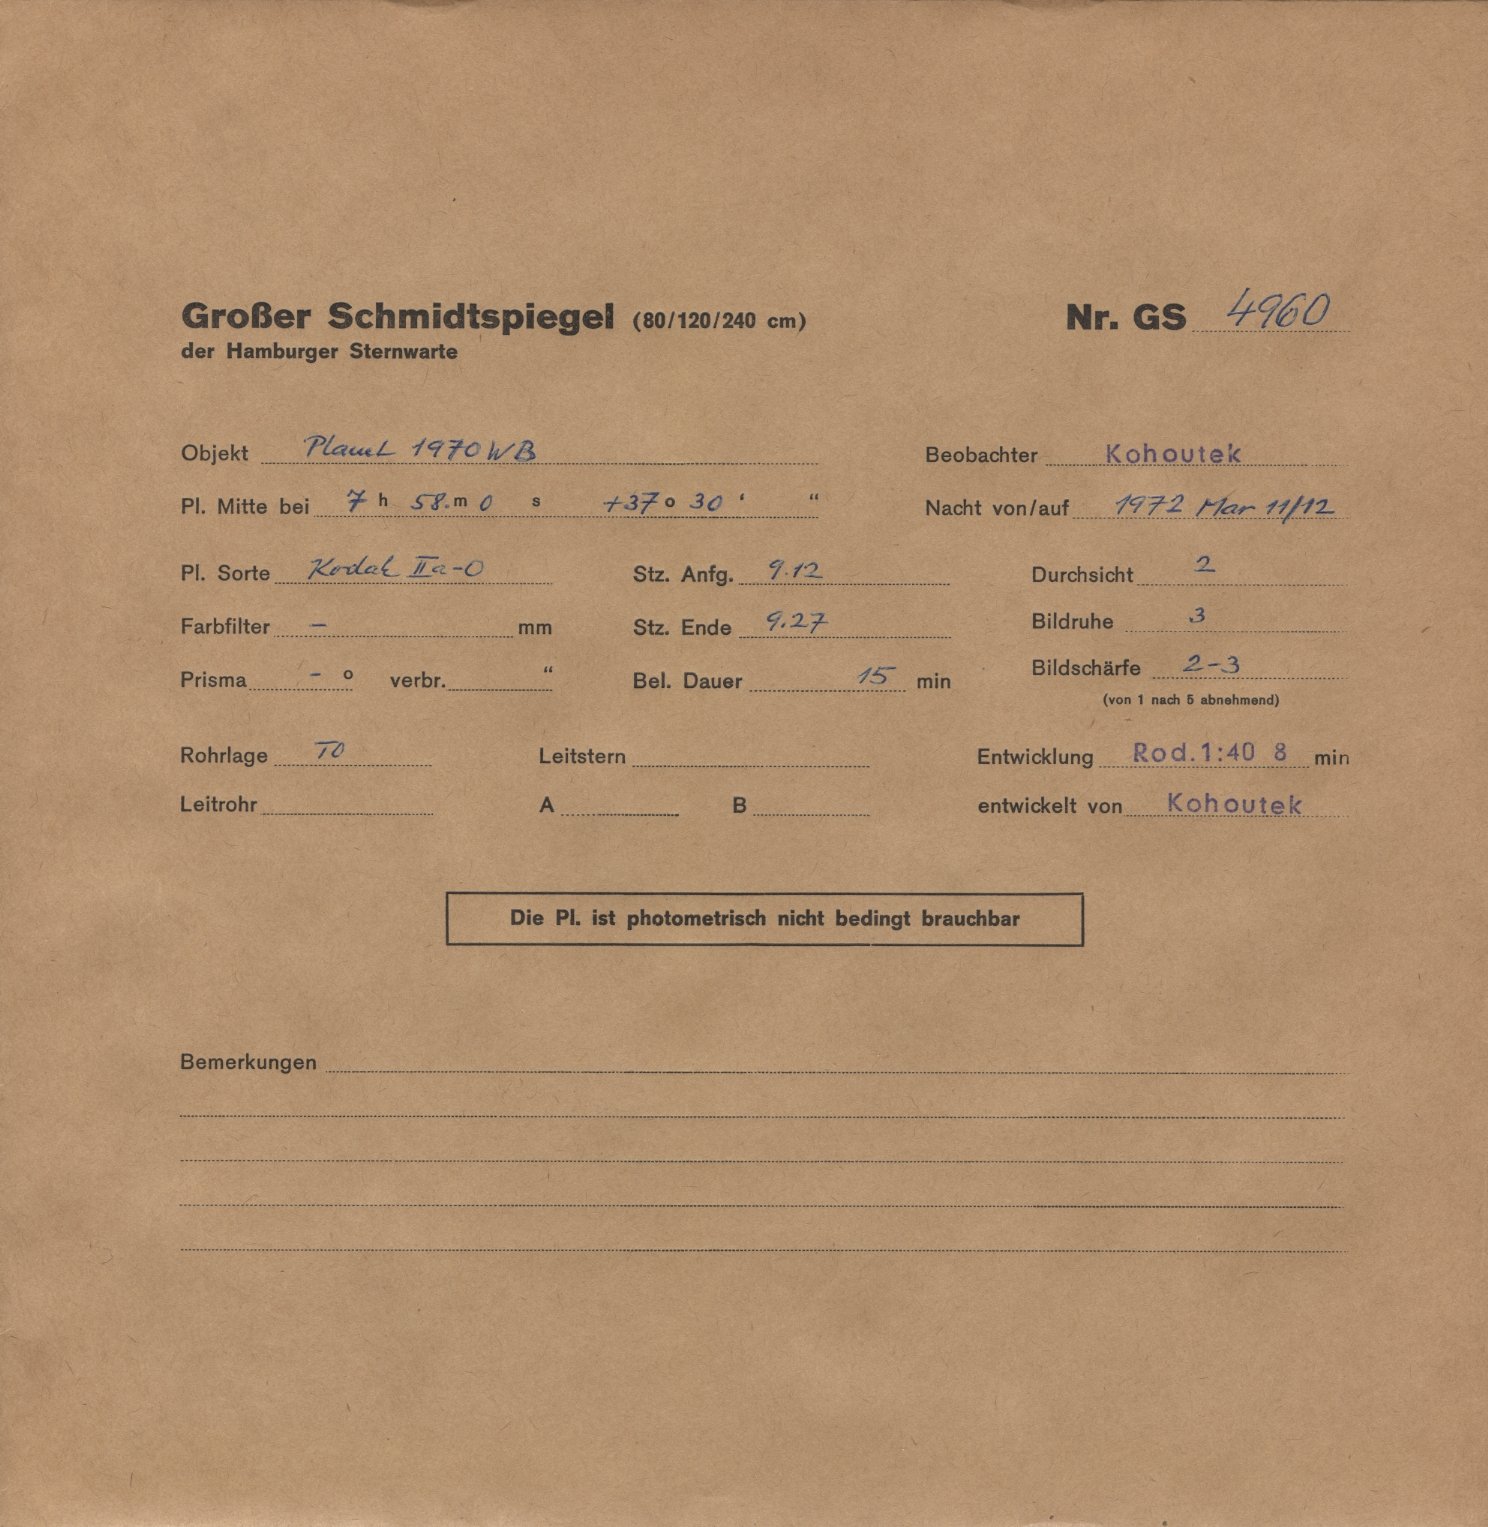 Großer Schmidtspiegel (80/120/240 cm) Nr. GS 4960
der Hamburger Sternwarte
Objekt Planet 1970 WB Beobachter Kohoutek
Pl. Mitte bei 7 h 58. m 0 s +37 o 30 ‘ “ Nacht von/auf 1972 Mar 11/12
Pl. Sorte Kodak IIa-O Stz. Anfg. 9.12 Durchsicht 2
Farbfilter – mm Stz. Ende 9.27 Bildruhe 3
Prisma – o verbr. “ Bel. Dauer 15 min Bildschärfe 2-3
(von 1 nach 5 abnehmend)
Rohrlage TO Leitstern Entwicklung Rod.1:40 8 min
Leitrohr A B entwickelt von Kohoutek
Die Pl. ist photometrisch nicht bedingt brauchbar
Bemerkungen